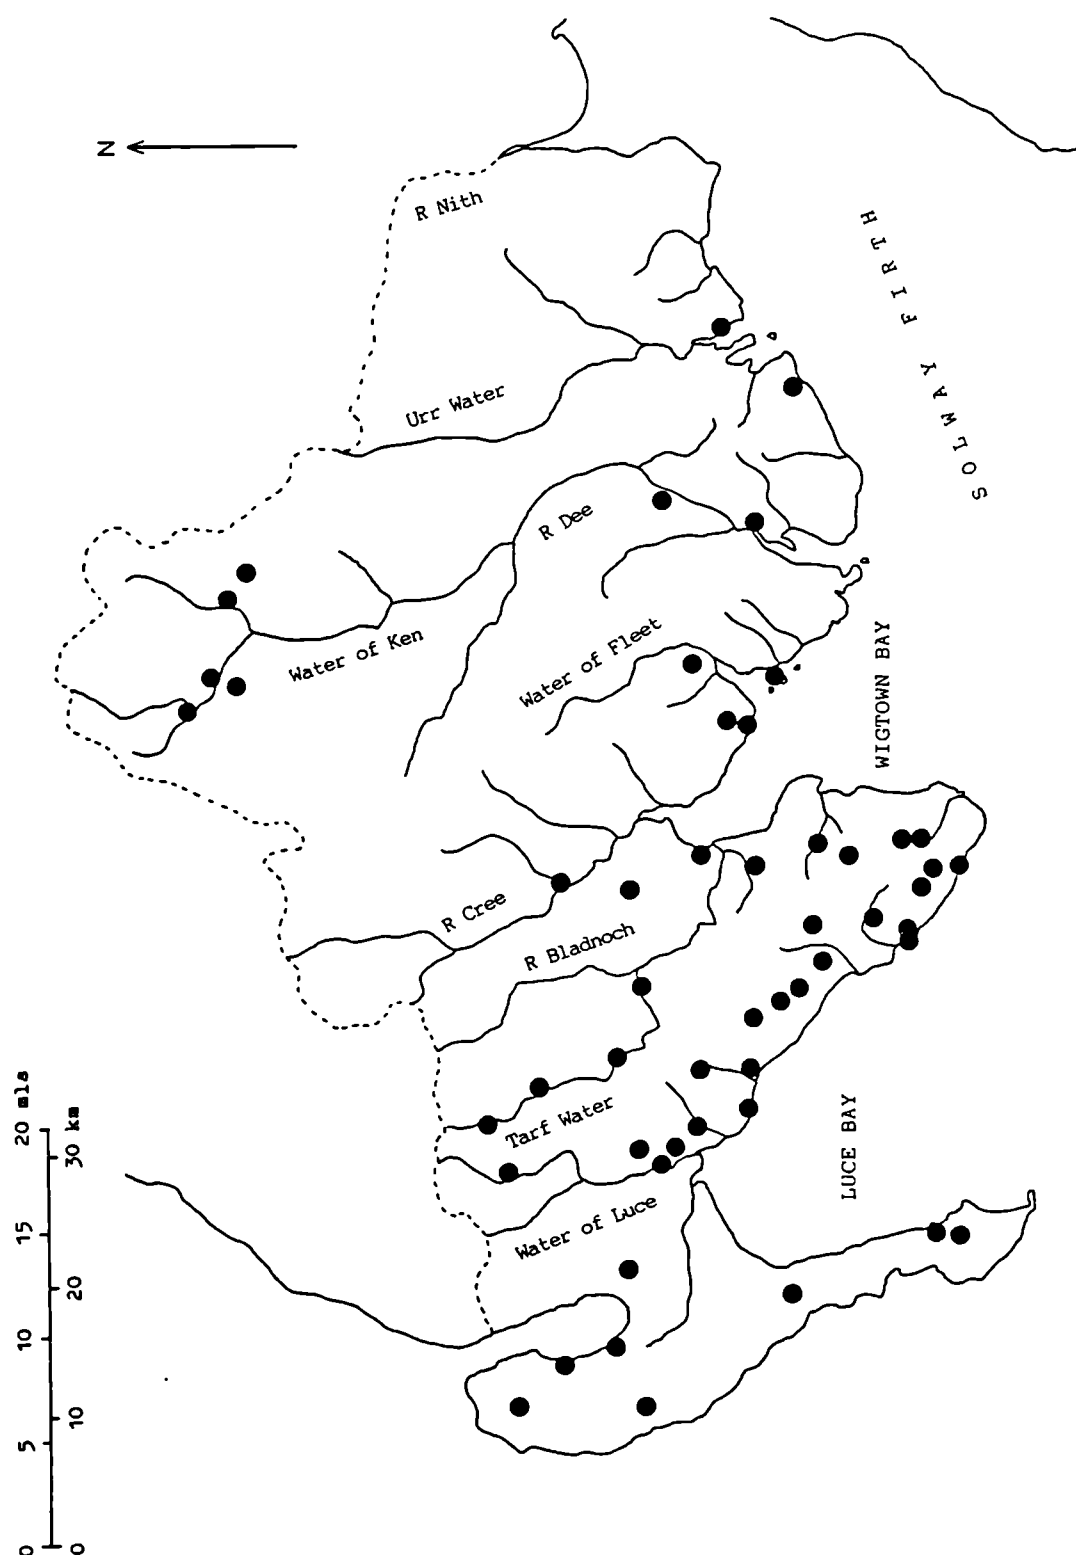 N
R Nith
SOLWAY FIRTH
Urr Water
R Dee
Water of Ken
Water of Fleet
WIGTOWN BAY
R Cree
R Bladnoch
Tarf Water
LUCE BAY
Water of Luce
0 5 10 15 20 mls
0 10 20 30 km